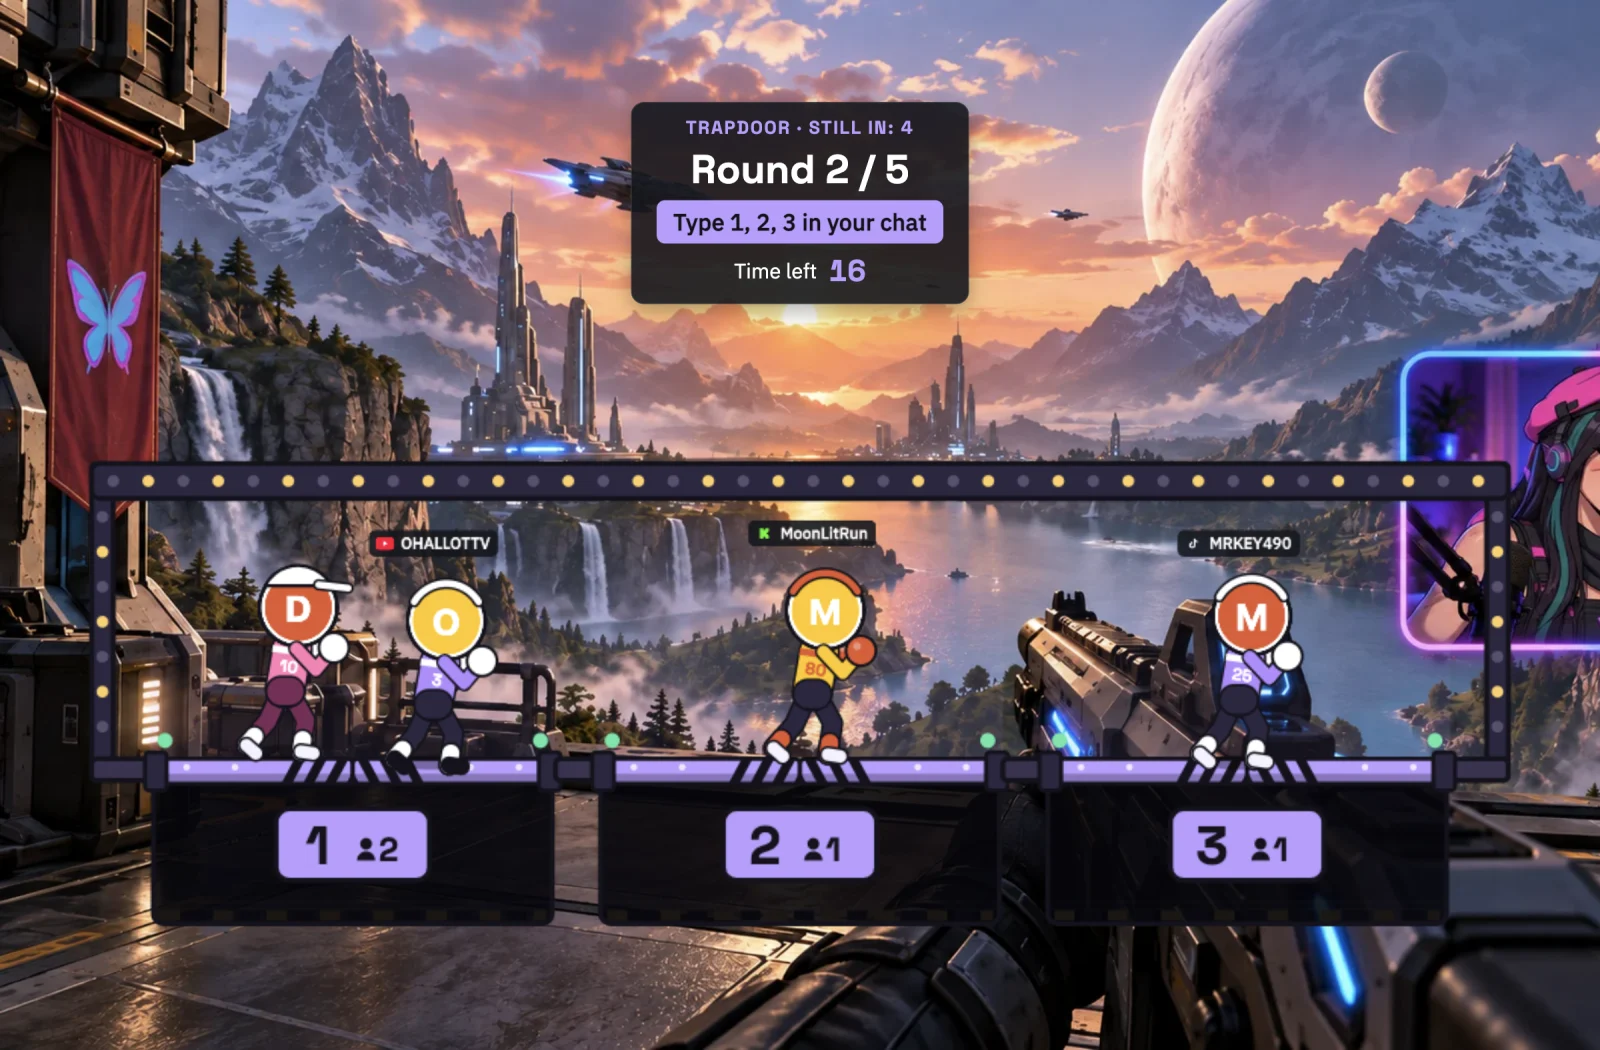 TRAPDOOR · STILL IN: 4
Round 2 / 5
Type 1, 2, 3 in your chat
Time left 16
OHALLOTTV
MoonLitRun
MRKEY490
D
O
M
M
10
3
80
25
1 2
2 1
3 1